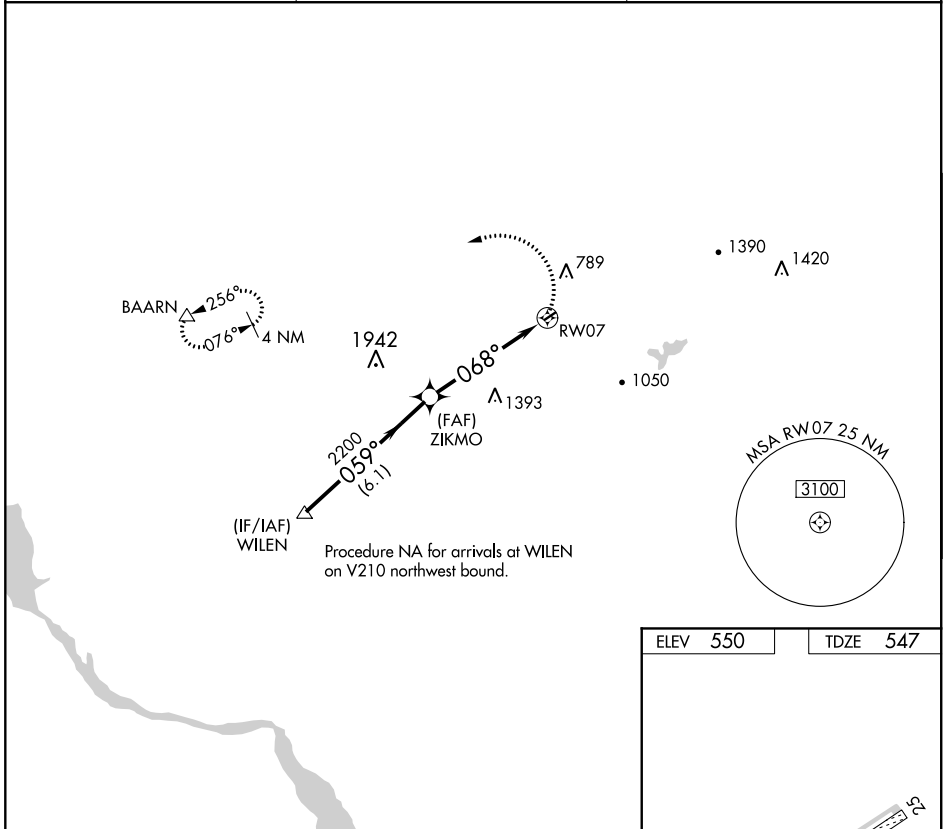 1390
1420
789
BAARN
256°
076°
4 NM
RW07
1942
068°
1050
1393
(FAF)
ZIKMO
2200
059°
(6.1)
MSA RW07 25 NM
3100
(IF/IAF)
WILEN
Procedure NA for arrivals at WILEN
on V210 northwest bound.
ELEV 550
TDZE 547
25